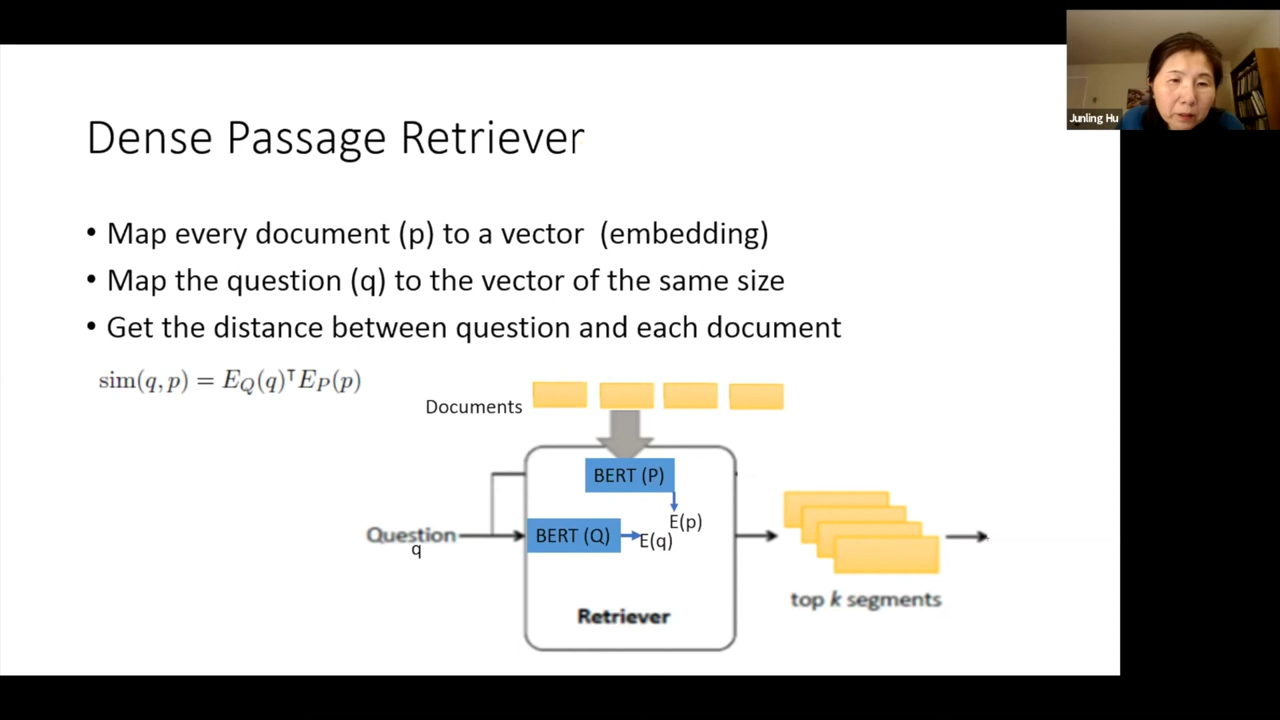 Junling Hu
Dense Passage Retriever
• Map every document (p) to a vector (embedding)
• Map the question (q) to the vector of the same size
• Get the distance between question and each document
sim(q, p) = E_Q(q)^⊺ E_P(p)
Documents
BERT (P)
E(p)
Question
q
BERT (Q)
E(q)
Retriever
top k segments